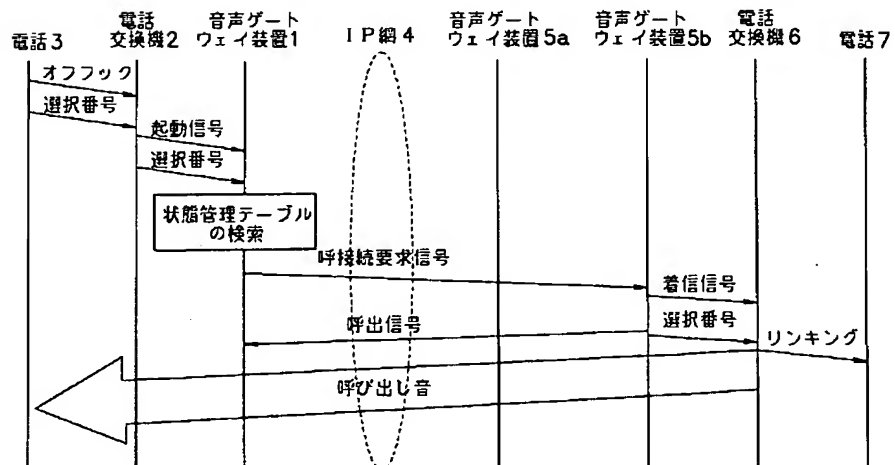 電話3
電話
交換機2
音声ゲート
ウェイ装置1
IP網4
音声ゲート
ウェイ装置5a
音声ゲート
ウェイ装置5b
電話
交換機6
電話7
オフフック
選択番号
起動信号
選択番号
状態管理テーブル
の検索
呼接続要求信号
着信信号
呼出信号
選択番号
リンキング
呼び出し音